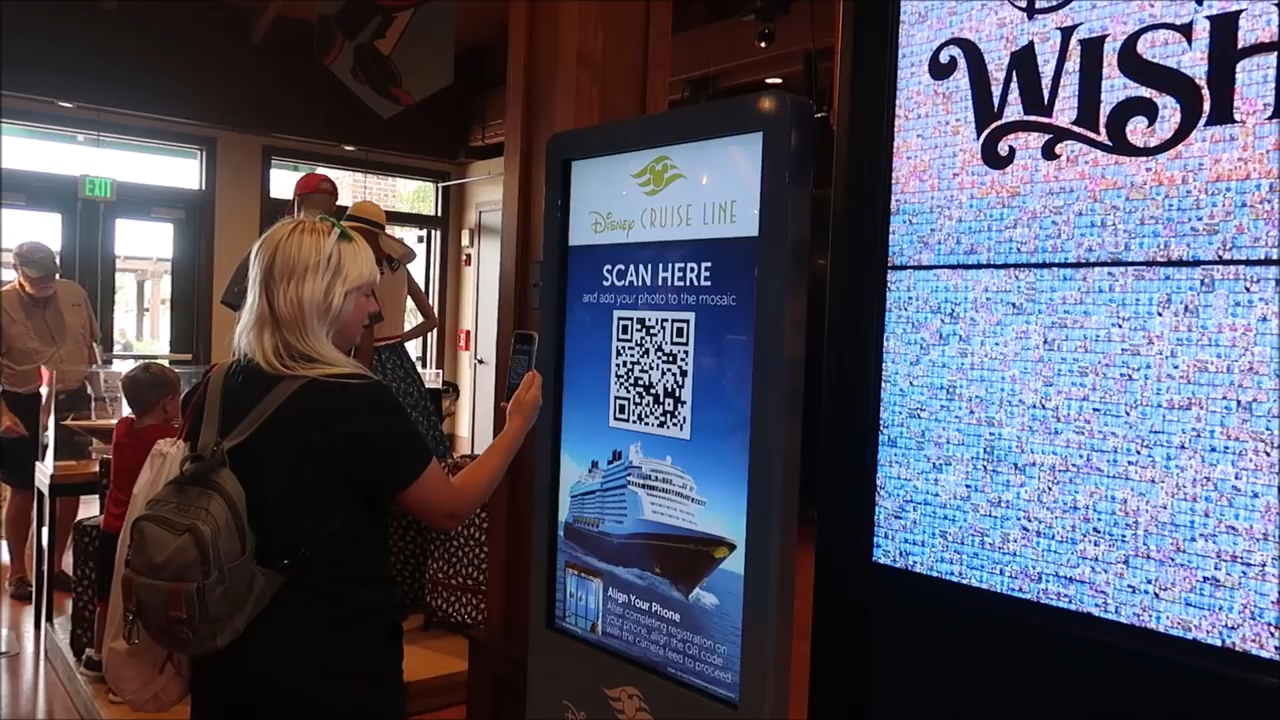 EXIT
Disney CRUISE LINE
SCAN HERE
and add your photo to the mosaic
Align Your Phone
After completing registration on
your phone, align the QR code
with the camera feed to proceed.
WISH